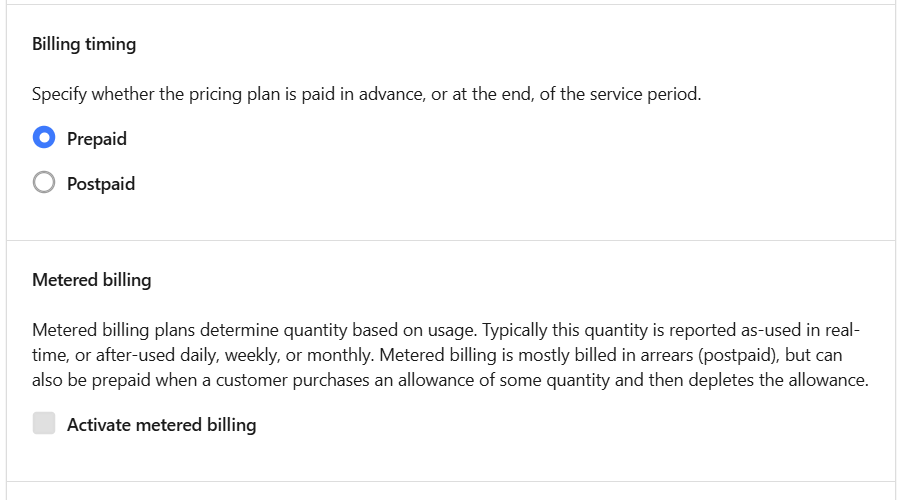 Billing timing
Specify whether the pricing plan is paid in advance, or at the end, of the service period.
Prepaid
Postpaid
Metered billing
Metered billing plans determine quantity based on usage. Typically this quantity is reported as-used in real-
time, or after-used daily, weekly, or monthly. Metered billing is mostly billed in arrears (postpaid), but can
also be prepaid when a customer purchases an allowance of some quantity and then depletes the allowance.
Activate metered billing